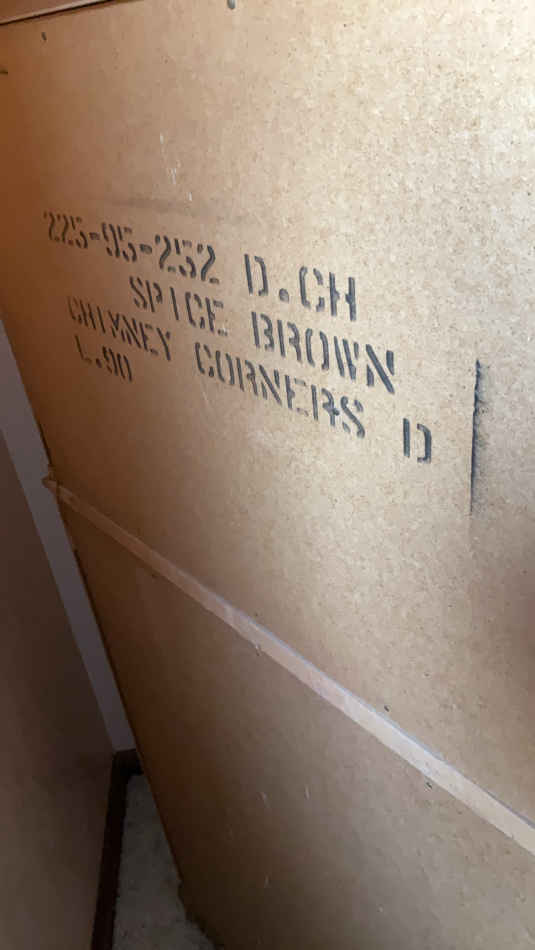 225-95-252 D.CH
SPICE BROWN
CHIMNEY CORNERS D
L.90